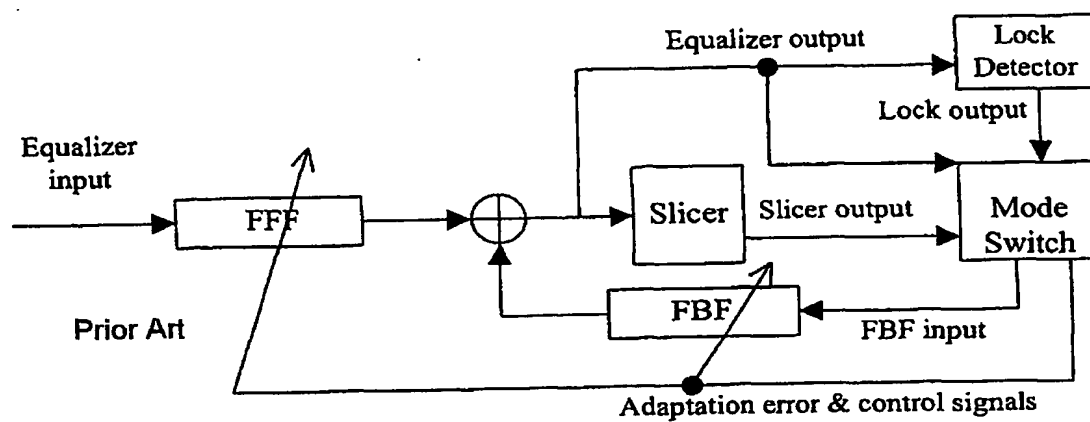 Equalizer output
Lock
Detector
Lock output
Equalizer
input
FFF
Slicer
Slicer output
Mode
Switch
FBF
FBF input
Prior Art
Adaptation error & control signals